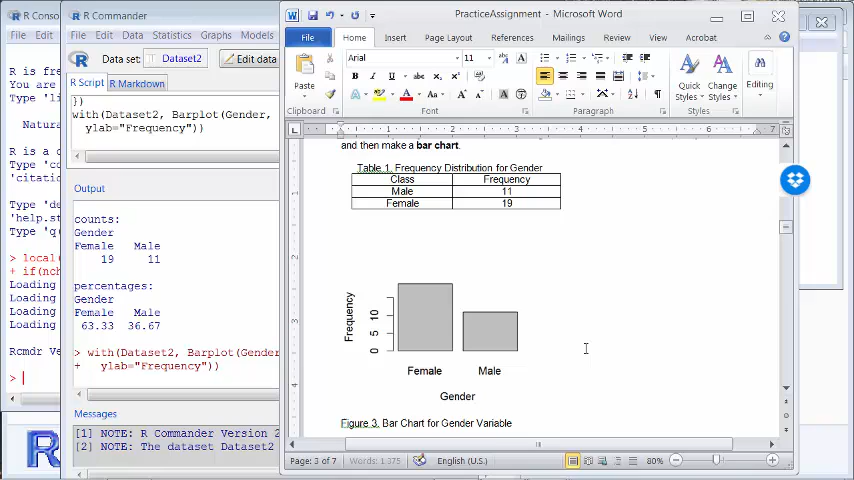 R Conso
File Edit
R is fre
You are
Type 'l
Natura
R is a c
Type 'co
'citatio
Type 'de
'help.st
Type 'q(
> local(
+ if(nch
Loading
Loading
Loading
Loading
Rcmdr Ve
>
R Commander
File Edit Data Statistics Graphs Models
Data set: Dataset2 Edit data
R Script R Markdown
})
with(Dataset2, Barplot(Gender,
ylab="Frequency"))
Output
counts:
Gender
Female Male
19 11
percentages:
Gender
Female Male
63.33 36.67
> with(Dataset2, Barplot(Gende
+ ylab="Frequency"))
Messages
[1] NOTE: R Commander Version 2
[2] NOTE: The dataset Dataset2
PracticeAssignment - Microsoft Word
File Home Insert Page Layout References Mailings Review View Acrobat
Arial 11
Paste
Change
Styles Styles
Editing
Clipboard Font Paragraph Styles
and then make a bar chart.
Table 1. Frequency Distribution for Gender
Class Frequency
Male 11
Female 19
Frequency
10
5
0
Female Male
Gender
Figure 3. Bar Chart for Gender Variable
Page: 3 of 7 Words: 1,375 English (U.S.) 80%